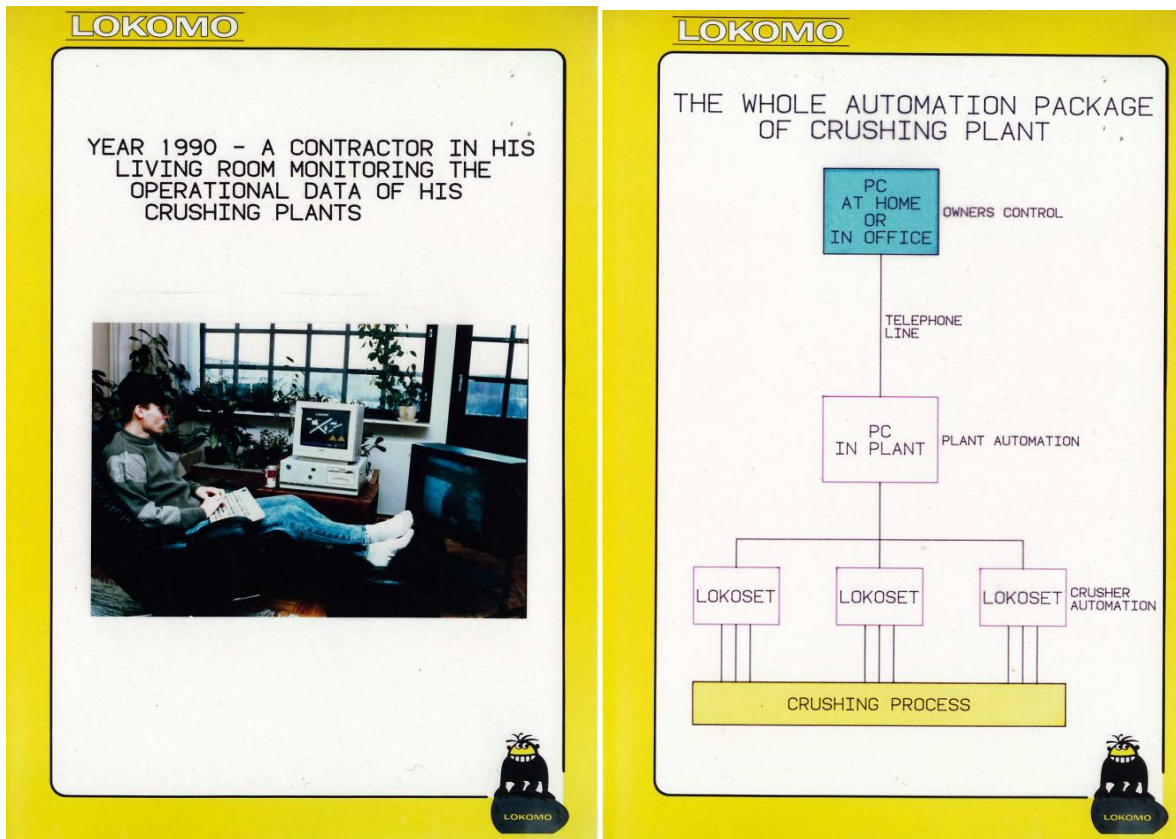 LOKOMO
YEAR 1990 - A CONTRACTOR IN HIS
LIVING ROOM MONITORING THE
OPERATIONAL DATA OF HIS
CRUSHING PLANTS
LOKOMO
LOKOMO
LOKOMO
THE WHOLE AUTOMATION PACKAGE
OF CRUSHING PLANT
PC
AT HOME
OR
IN OFFICE
OWNERS CONTROL
TELEPHONE
LINE
PC
IN PLANT
PLANT AUTOMATION
LOKOSET
LOKOSET
LOKOSET
CRUSHER
AUTOMATION
CRUSHING PROCESS
LOKOMO